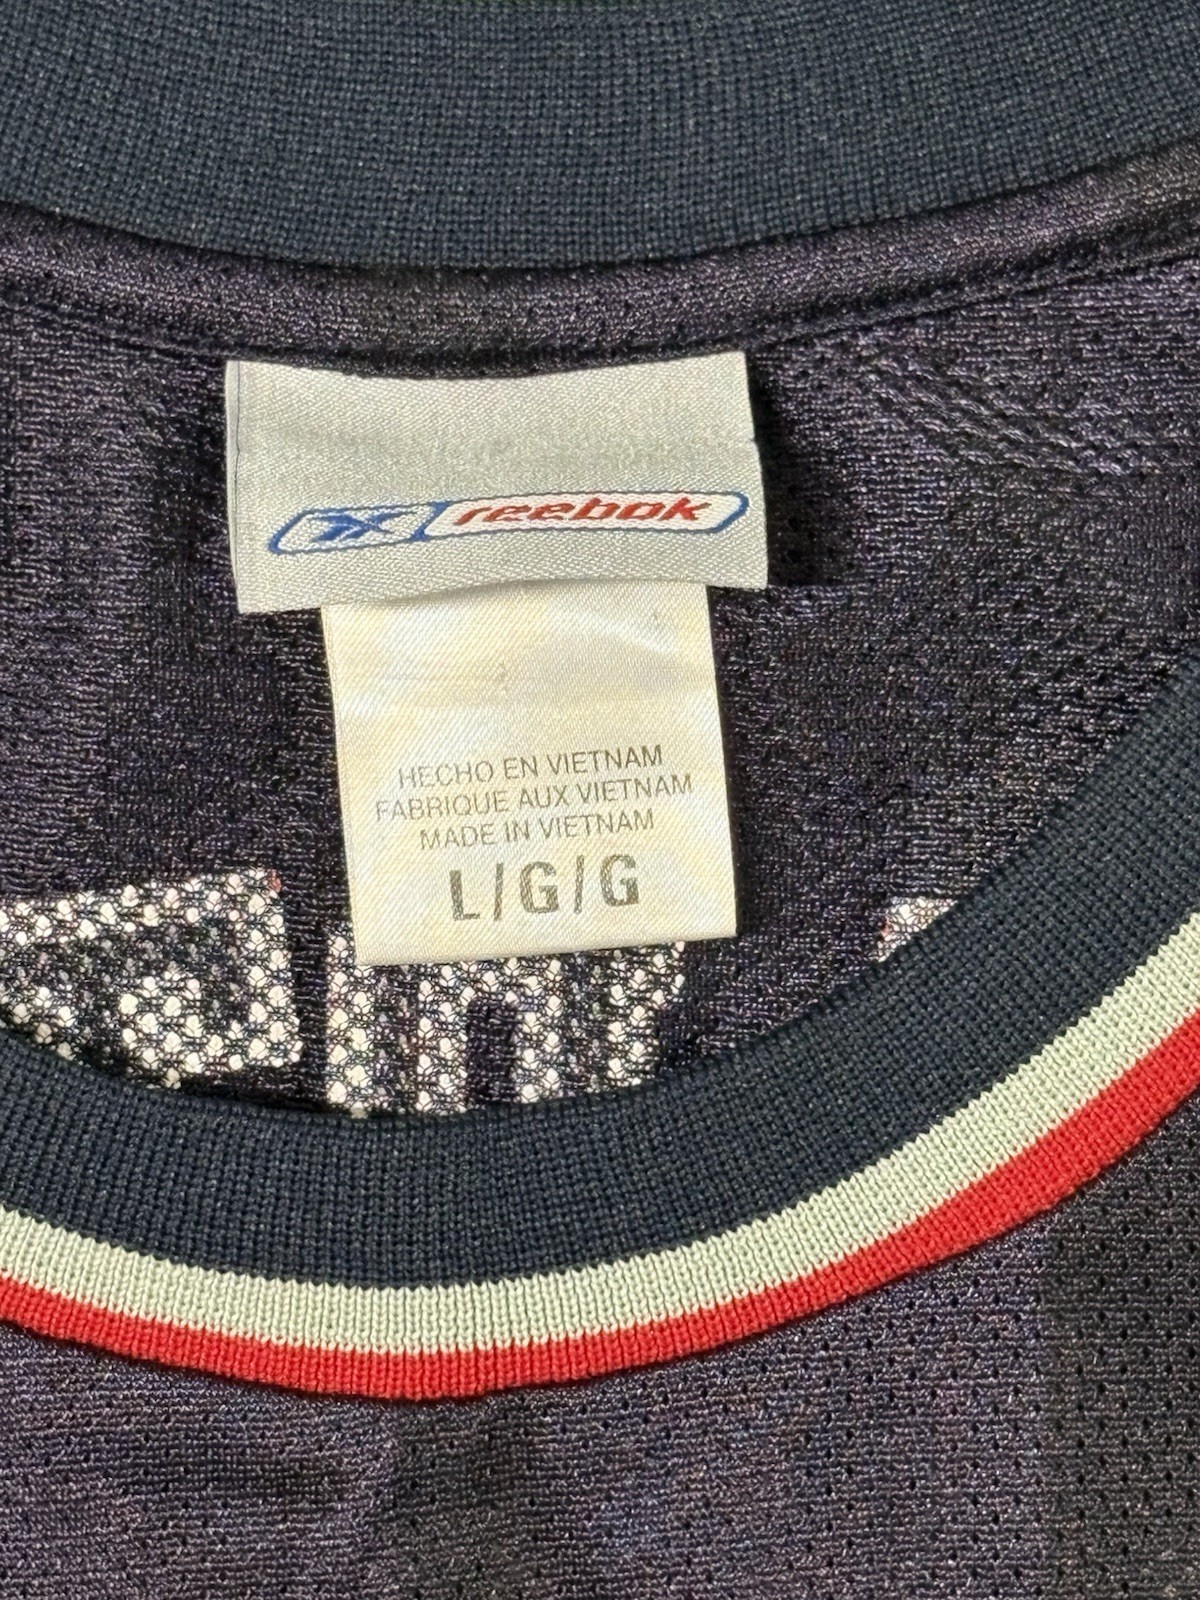 reebok
HECHO EN VIETNAM
FABRIQUE AUX VIETNAM
MADE IN VIETNAM
L/G/G